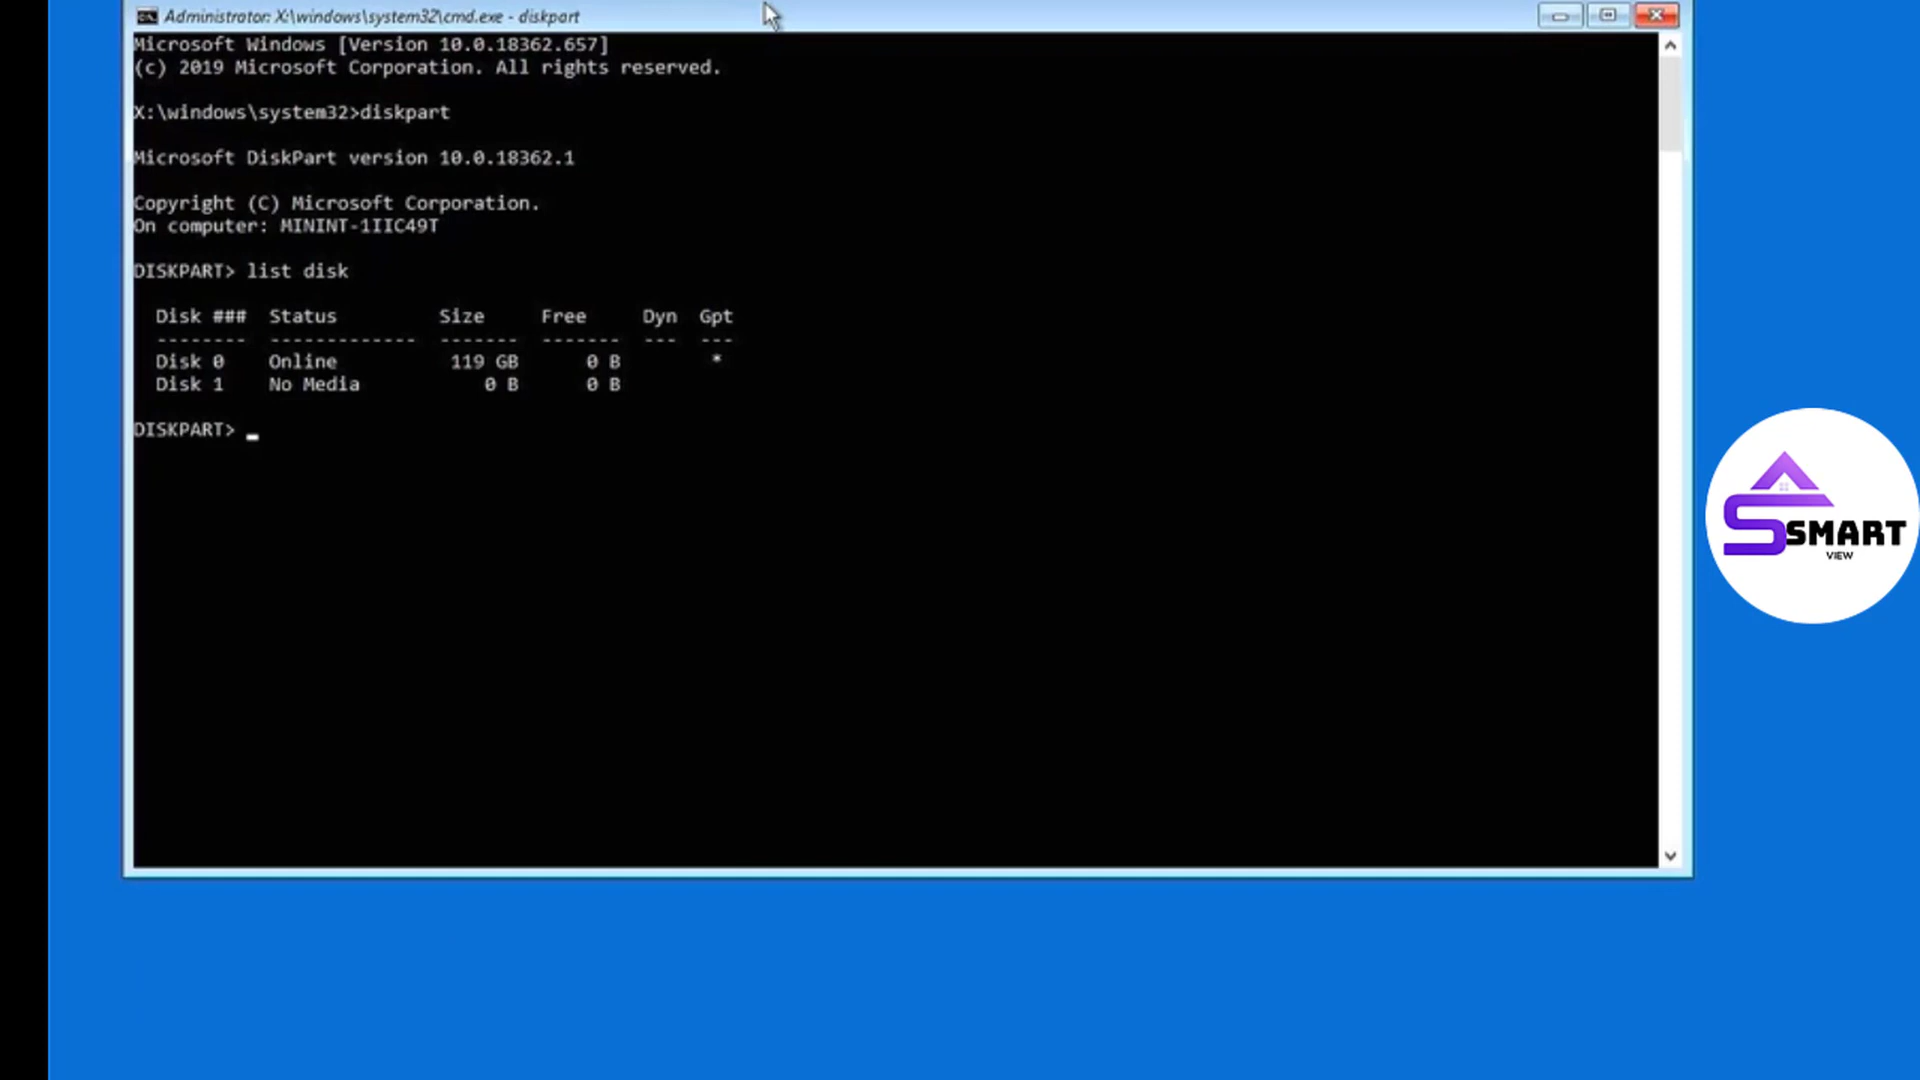 Administrator: X:\windows\system32\cmd.exe - diskpart
Microsoft Windows [Version 10.0.18362.657]
(c) 2019 Microsoft Corporation. All rights reserved.
X:\windows\system32>diskpart
Microsoft DiskPart version 10.0.18362.1
Copyright (C) Microsoft Corporation.
On computer: MININT-1IIC49T
DISKPART> list disk
Disk ### Status Size Free Dyn Gpt
-------- ------------- ------- ------- --- ---
Disk 0 Online 119 GB 0 B *
Disk 1 No Media 0 B 0 B
DISKPART>
SSMART
VIEW